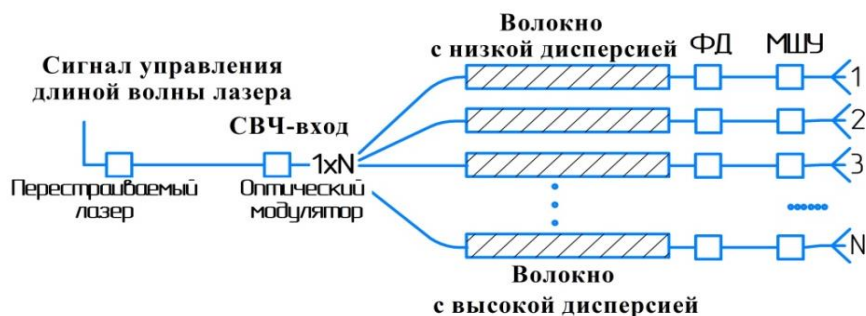 Волокно
с низкой дисперсией
ФД
МШУ
Сигнал управления
длиной волны лазера
СВЧ-вход
1xN
Перестраиваемый
лазер
Оптический
модулятор
1
2
3
N
Волокно
с высокой дисперсией